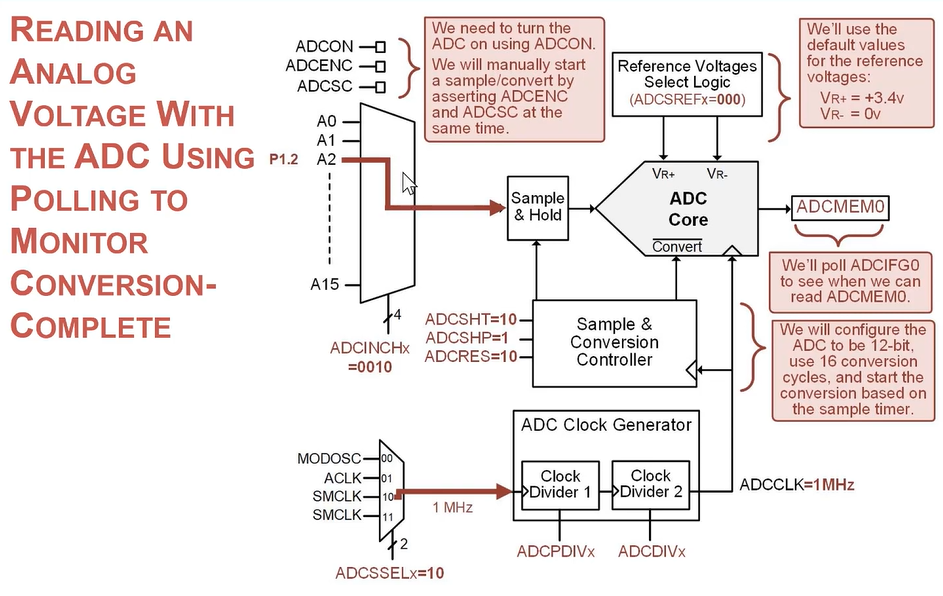 READING AN
ANALOG
VOLTAGE WITH
THE ADC USING
POLLING TO
MONITOR
CONVERSION-
COMPLETE
ADCON
ADCENC
ADCSC
We need to turn the
ADC on using ADCON.
We will manually start
a sample/convert by
asserting ADCENC
and ADCSC at the
same time.
Reference Voltages
Select Logic
(ADCSREFx=000)
We'll use the
default values
for the reference
voltages:
VR+ = +3.4v
VR- = 0v
A0
A1
P1.2 A2
A15
4
ADCINCHx
=0010
Sample
& Hold
VR+ VR-
ADC
Core
Convert
ADCMEM0
We'll poll ADCIFG0
to see when we can
read ADCMEM0.
ADCSHT=10
ADCSHP=1
ADCRES=10
Sample &
Conversion
Controller
We will configure the
ADC to be 12-bit,
use 16 conversion
cycles, and start the
conversion based on
the sample timer.
MODOSC 00
ACLK 01
SMCLK 10
SMCLK 11
2
ADCSSELx=10
1 MHz
ADC Clock Generator
Clock
Divider 1
Clock
Divider 2
ADCPDIVx
ADCDIVx
ADCCLK=1MHz